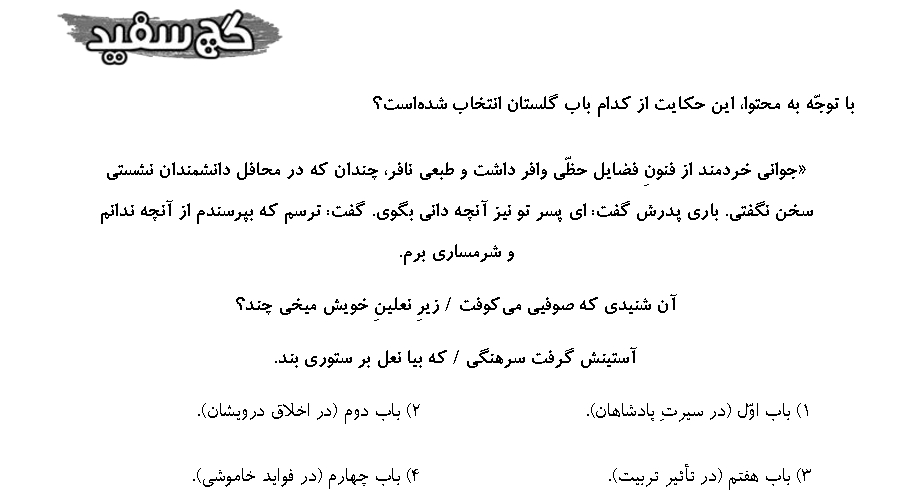 گچ سفید
با توجّه به محتوا، این حکایت از کدام باب گلستان انتخاب شده‌است؟
«جوانی خردمند از فنونِ فضایل حظّی وافر داشت و طبعی نافر، چندان که در محافل دانشمندان نشستی
سخن نگفتی. باری پدرش گفت: ای پسر تو نیز آنچه دانی بگوی. گفت: ترسم که بپرسندم از آنچه ندانم
و شرمساری برم.
آن شنیدی که صوفیی می‌کوفت / زیرِ نعلینِ خویش میخی چند؟
آستینش گرفت سرهنگی / که بیا نعل بر ستوری بند.
۱) باب اوّل (در سیرتِ پادشاهان). ۲) باب دوم (در اخلاق درویشان).
۳) باب هفتم (در تأثیر تربیت). ۴) باب چهارم (در فواید خاموشی).